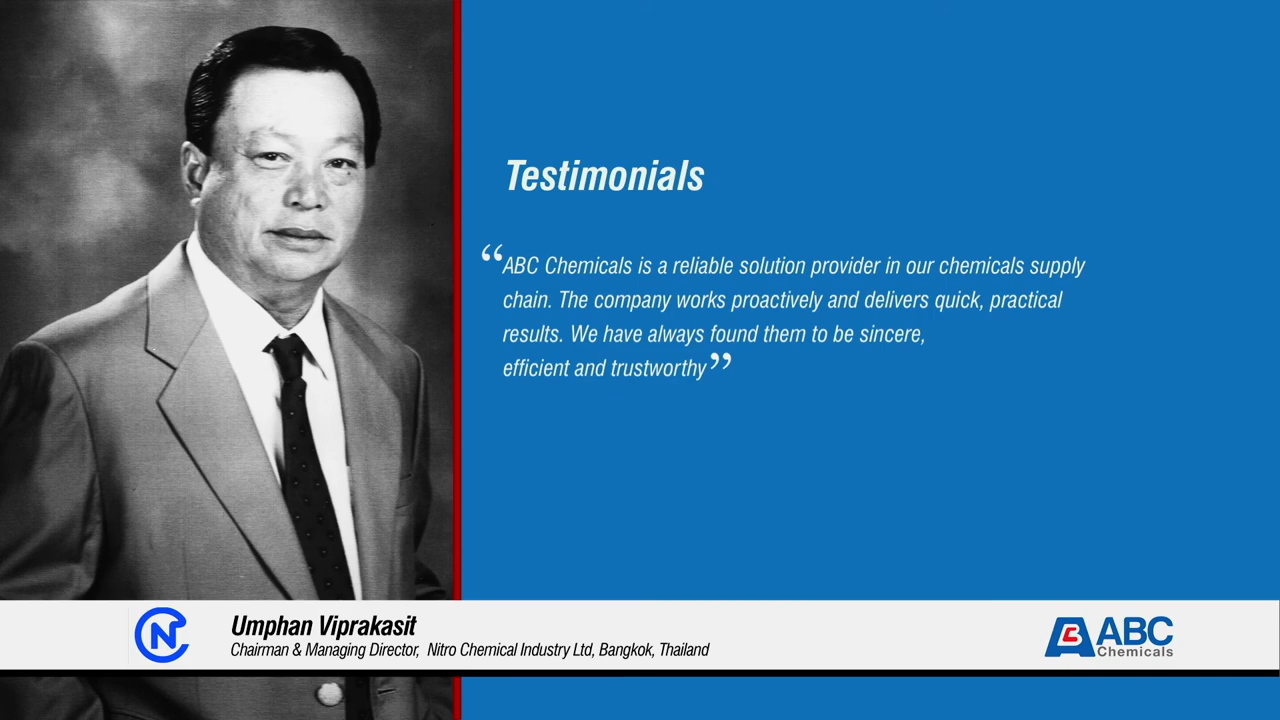 Testimonials
“ABC Chemicals is a reliable solution provider in our chemicals supply
chain. The company works proactively and delivers quick, practical
results. We have always found them to be sincere,
efficient and trustworthy”
N
Umphan Viprakasit
Chairman & Managing Director, Nitro Chemical Industry Ltd, Bangkok, Thailand
ABC
Chemicals